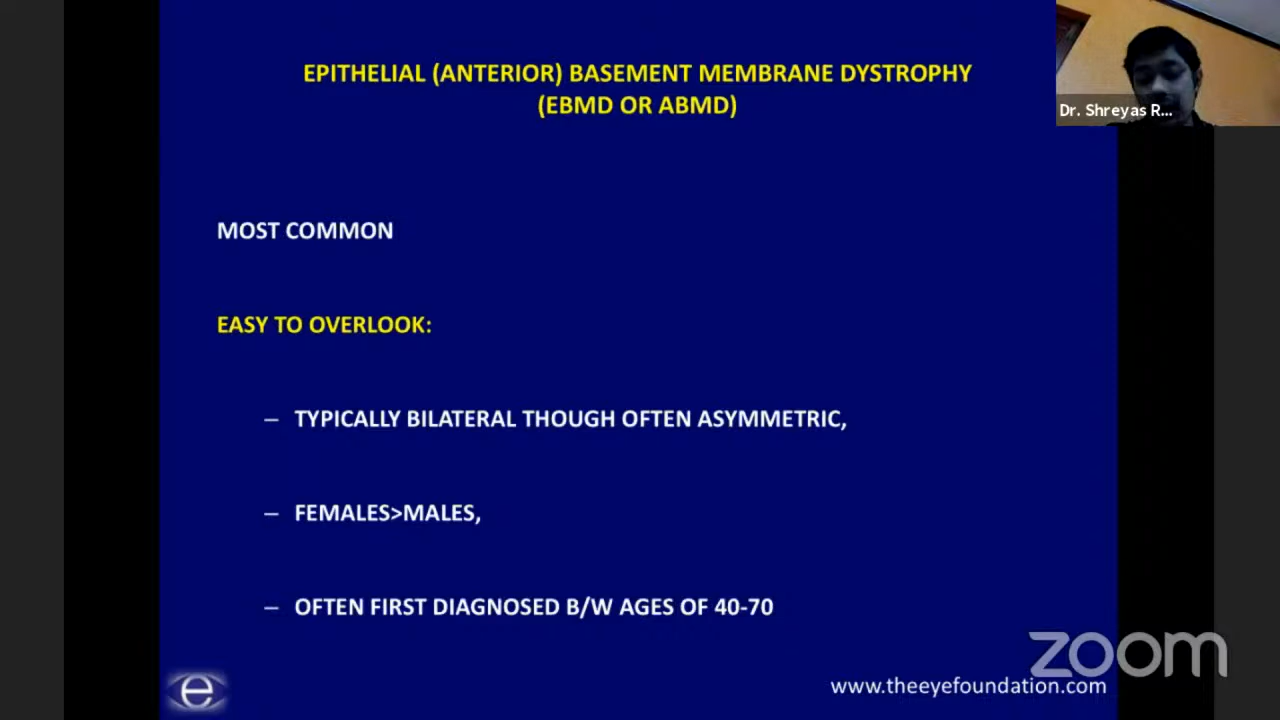 EPITHELIAL (ANTERIOR) BASEMENT MEMBRANE DYSTROPHY
(EBMD OR ABMD)
Dr. Shreyas R...
MOST COMMON
EASY TO OVERLOOK:
– TYPICALLY BILATERAL THOUGH OFTEN ASYMMETRIC,
– FEMALES>MALES,
– OFTEN FIRST DIAGNOSED B/W AGES OF 40-70
zoom
e
www.theeyefoundation.com